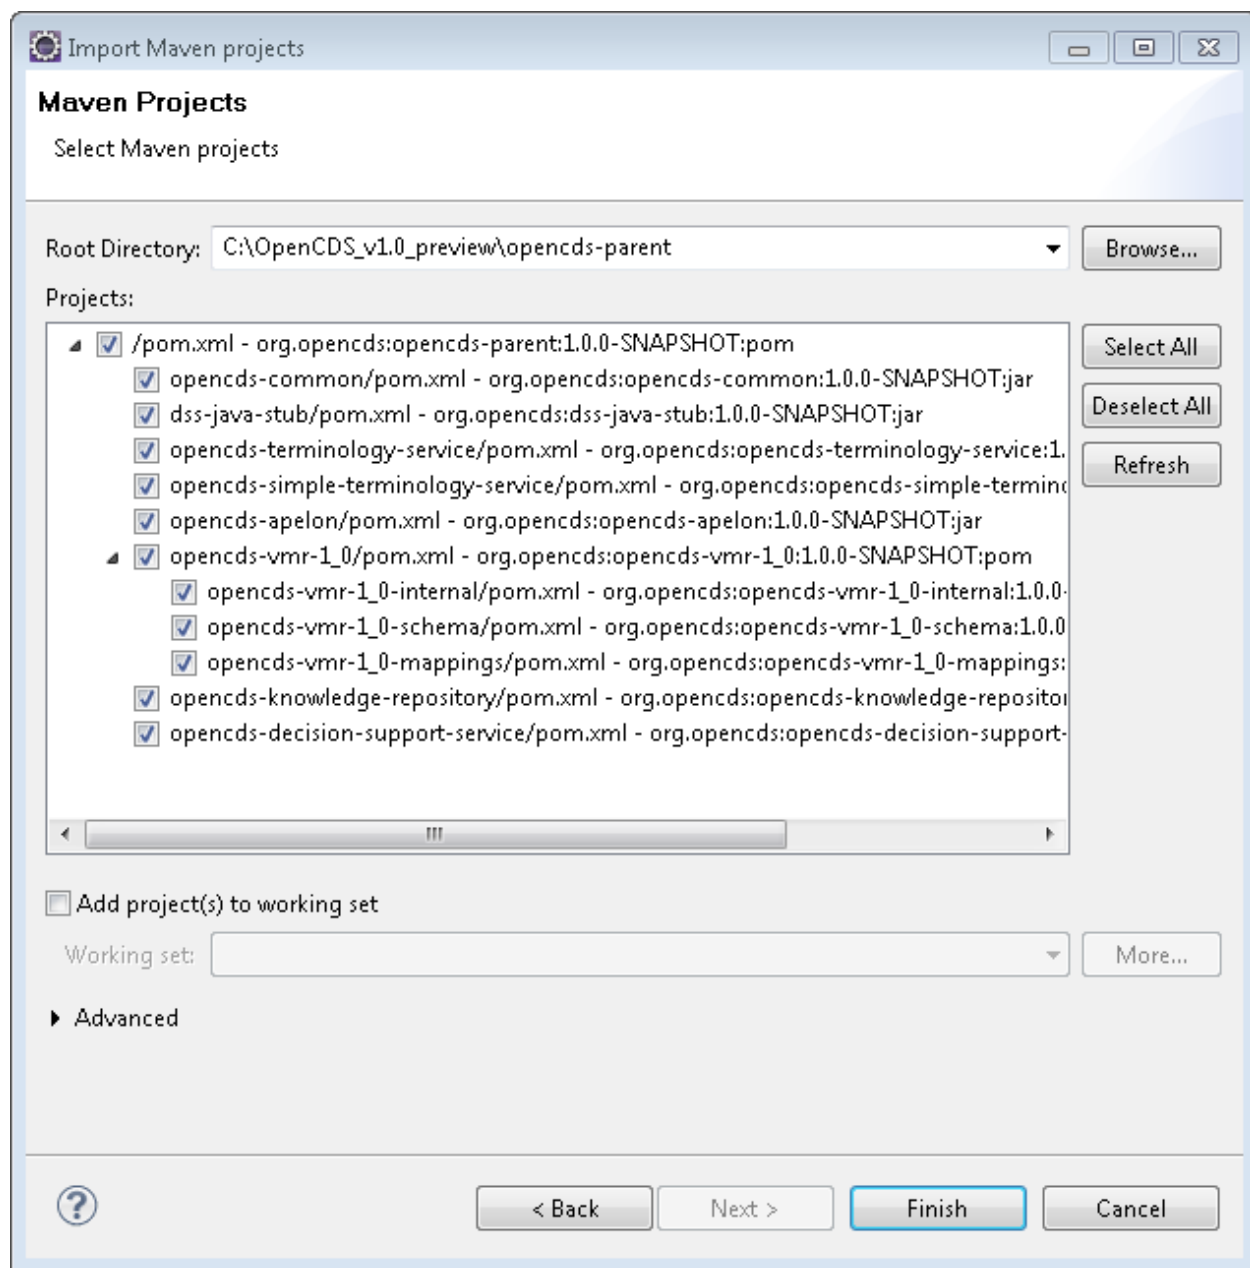 Import Maven projects
Maven Projects
Select Maven projects
Root Directory: C:\OpenCDS_v1.0_preview\opencds-parent Browse...
Projects:
/pom.xml - org.opencds:opencds-parent:1.0.0-SNAPSHOT:pom Select All
opencds-common/pom.xml - org.opencds:opencds-common:1.0.0-SNAPSHOT:jar
dss-java-stub/pom.xml - org.opencds:dss-java-stub:1.0.0-SNAPSHOT:jar Deselect All
opencds-terminology-service/pom.xml - org.opencds:opencds-terminology-service:1. Refresh
opencds-simple-terminology-service/pom.xml - org.opencds:opencds-simple-termin
opencds-apelon/pom.xml - org.opencds:opencds-apelon:1.0.0-SNAPSHOT:jar
opencds-vmr-1_0/pom.xml - org.opencds:opencds-vmr-1_0:1.0.0-SNAPSHOT:pom
opencds-vmr-1_0-internal/pom.xml - org.opencds:opencds-vmr-1_0-internal:1.0.0-
opencds-vmr-1_0-schema/pom.xml - org.opencds:opencds-vmr-1_0-schema:1.0.0
opencds-vmr-1_0-mappings/pom.xml - org.opencds:opencds-vmr-1_0-mappings:
opencds-knowledge-repository/pom.xml - org.opencds:opencds-knowledge-reposito
opencds-decision-support-service/pom.xml - org.opencds:opencds-decision-support-
Add project(s) to working set
Working set: More...
Advanced
? < Back Next > Finish Cancel